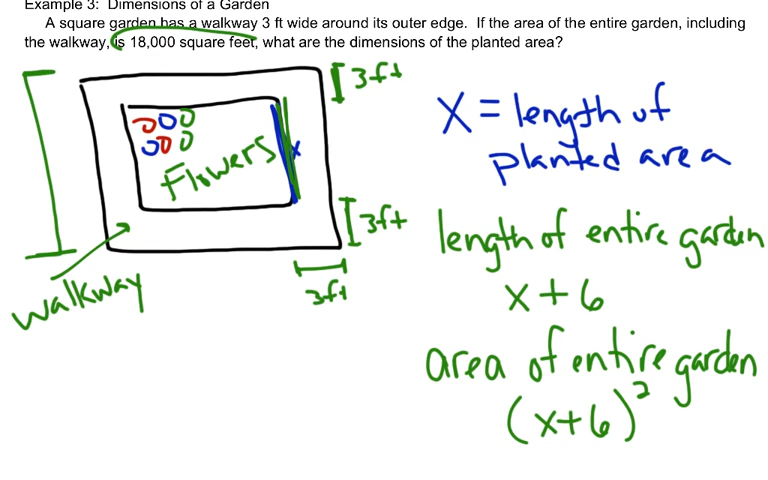 Example 3: Dimensions of a Garden
A square garden has a walkway 3 ft wide around its outer edge. If the area of the entire garden, including
the walkway, is 18,000 square feet, what are the dimensions of the planted area?
3ft
X = length of
planted area
Flowers x
3ft
length of entire garden
walkway
3ft
x + 6
area of entire garden
(x+6)²